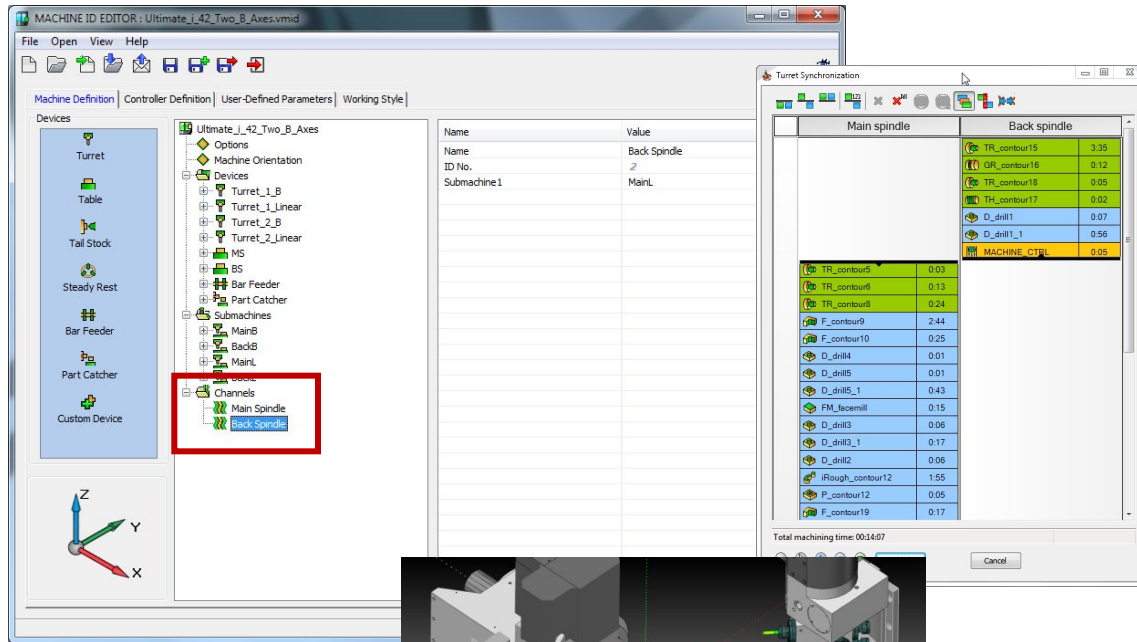 MACHINE ID EDITOR : Ultimate_i_42_Two_B_Axes.vmid
File Open View Help
Machine Definition Controller Definition User-Defined Parameters Working Style
Devices
Turret
Table
Tail Stock
Steady Rest
Bar Feeder
Part Catcher
Custom Device
Z
Y
X
Ultimate_i_42_Two_B_Axes
Options
Machine Orientation
Devices
Turret_1_B
Turret_1_Linear
Turret_2_B
Turret_2_Linear
MS
BS
Bar Feeder
Part Catcher
Submachines
MainB
BackB
MainL
Channels
Main Spindle
Back Spindle
Name Value
Name Back Spindle
ID No. 2
Submachine1 MainL
Turret Synchronization
Main spindle Back spindle
TR_contour15 3:35
GR_contour16 0:12
TR_contour18 0:05
TH_contour17 0:02
D_drill1 0:07
D_drill1_1 0:56
MACHINE_CTRL 0:05
TR_contour5 0:03
TR_contour6 0:13
TR_contour8 0:24
F_contour9 2:44
F_contour10 0:25
D_drill4 0:01
D_drill5 0:01
D_drill5_1 0:43
FM_facemill 0:15
D_drill3 0:06
D_drill3_1 0:17
D_drill2 0:06
iRough_contour12 1:55
P_contour12 0:05
F_contour19 0:17
Total machining time: 00:14:07
Cancel